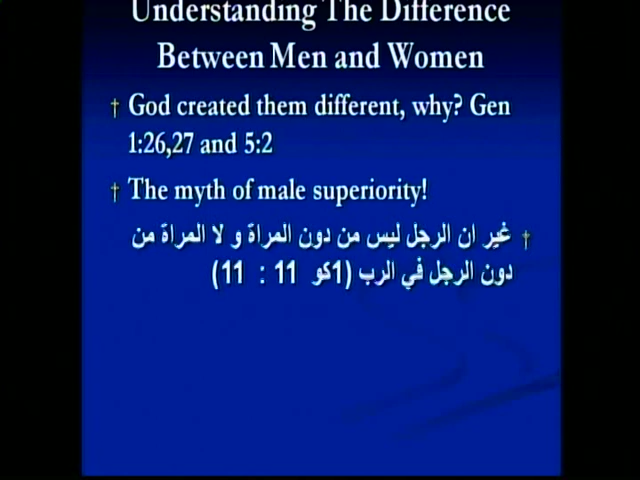 Understanding The Difference
Between Men and Women
† God created them different, why? Gen
1:26,27 and 5:2
† The myth of male superiority!
† غير ان الرجل ليس من دون المراة و لا المراة من
دون الرجل في الرب (1كو 11 : 11)